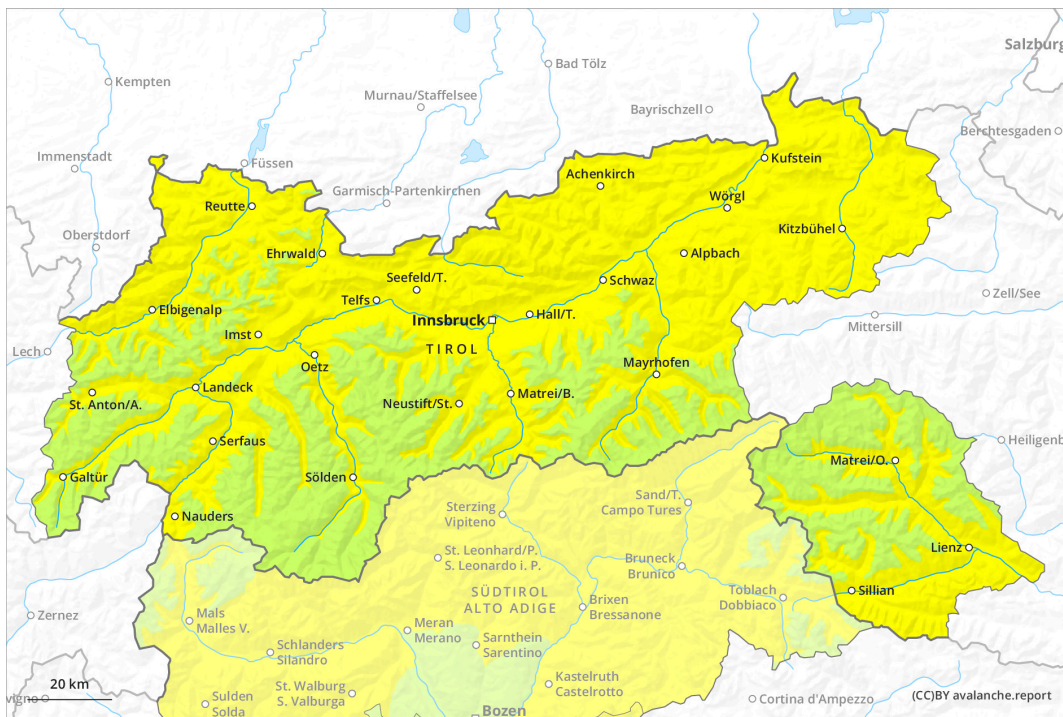 Salzburg
Kempten
Bad Tölz
Murnau/Staffelsee
Bayrischzell
Berchtesgaden
Immenstadt
Füssen
Kufstein
Achenkirch
Garmisch-Partenkirchen
Reutte
Wörgl
Oberstdorf
Kitzbühel
Ehrwald
Alpbach
Seefeld/T.
Schwaz
Zell/See
Telfs
Elbigenalp
Hall/T.
Innsbruck
Mittersill
Imst
Lech
TIROL
Oetz
Mayrhofen
Landeck
St. Anton/A.
Neustift/St.
Matrei/B.
Serfaus
Heiligenb
Matrei/O.
Galtür
Sölden
Sand/T.
Campo Tures
Sterzing
Vipiteno
Nauders
Lienz
St. Leonhard/P.
S. Leonardo i. P.
Bruneck
Brunico
Sillian
SÜDTIROL
ALTO ADIGE
Toblach
Dobbiaco
Brixen
Bressanone
Zernez
Mals
Malles V.
Meran
Merano
Sarnthein
Sarentino
Schlanders
Silandro
20 km
St. Walburg
S. Valburga
Kastelruth
Castelrotto
vigno
Sulden
Solda
Cortina d'Ampezzo
(CC)BY avalanche.report
Bozen